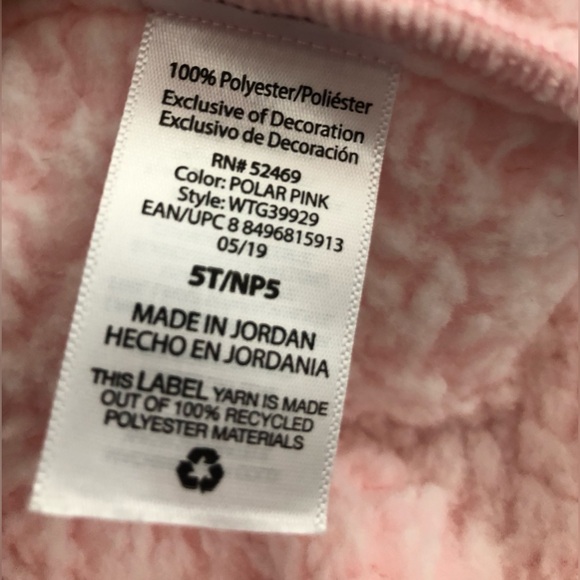 100% Polyester/Poliéster
Exclusive of Decoration
Exclusivo de Decoración
RN# 52469
Color: POLAR PINK
Style: WTG39929
EAN/UPC 8 8496815913
05/19
5T/NP5
MADE IN JORDAN
HECHO EN JORDANIA
THIS LABEL YARN IS MADE
OUT OF 100% RECYCLED
POLYESTER MATERIALS